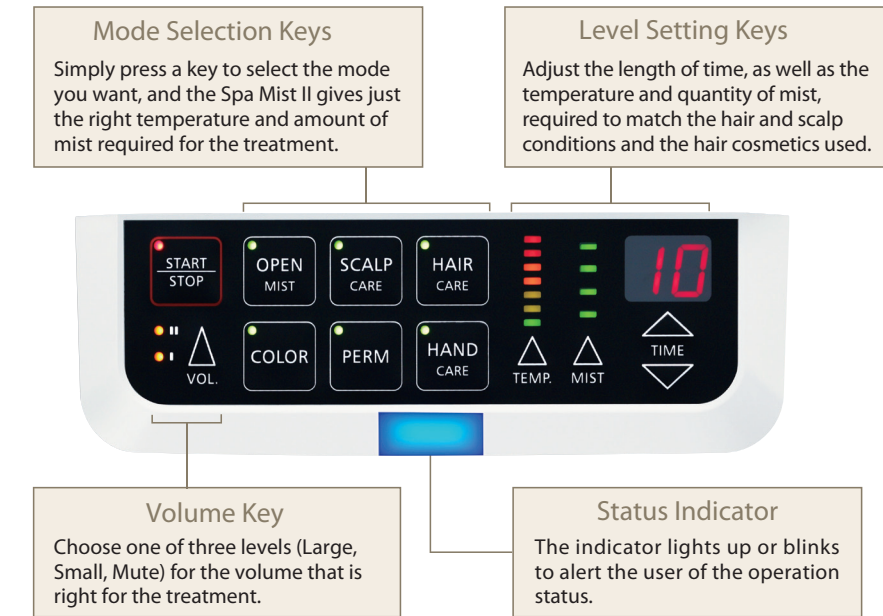 Mode Selection Keys
Simply press a key to select the mode
you want, and the Spa Mist II gives just
the right temperature and amount of
mist required for the treatment.
Level Setting Keys
Adjust the length of time, as well as the
temperature and quantity of mist,
required to match the hair and scalp
conditions and the hair cosmetics used.
START
STOP
OPEN
MIST
SCALP
CARE
HAIR
CARE
10
II
I
VOL.
COLOR
PERM
HAND
CARE
TEMP.
MIST
TIME
Volume Key
Choose one of three levels (Large,
Small, Mute) for the volume that is
right for the treatment.
Status Indicator
The indicator lights up or blinks
to alert the user of the operation
status.